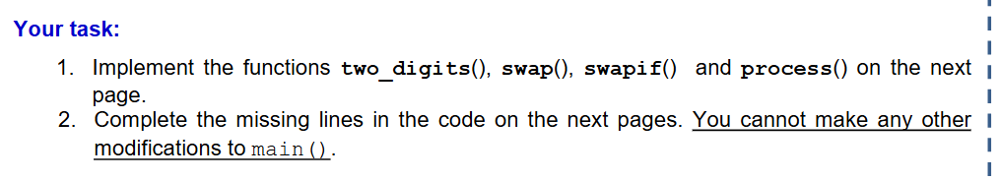 Your task:
1. Implement the functions two_digits(), swap(), swapif() and process() on the next
page.
2. Complete the missing lines in the code on the next pages. You cannot make any other
modifications to main().